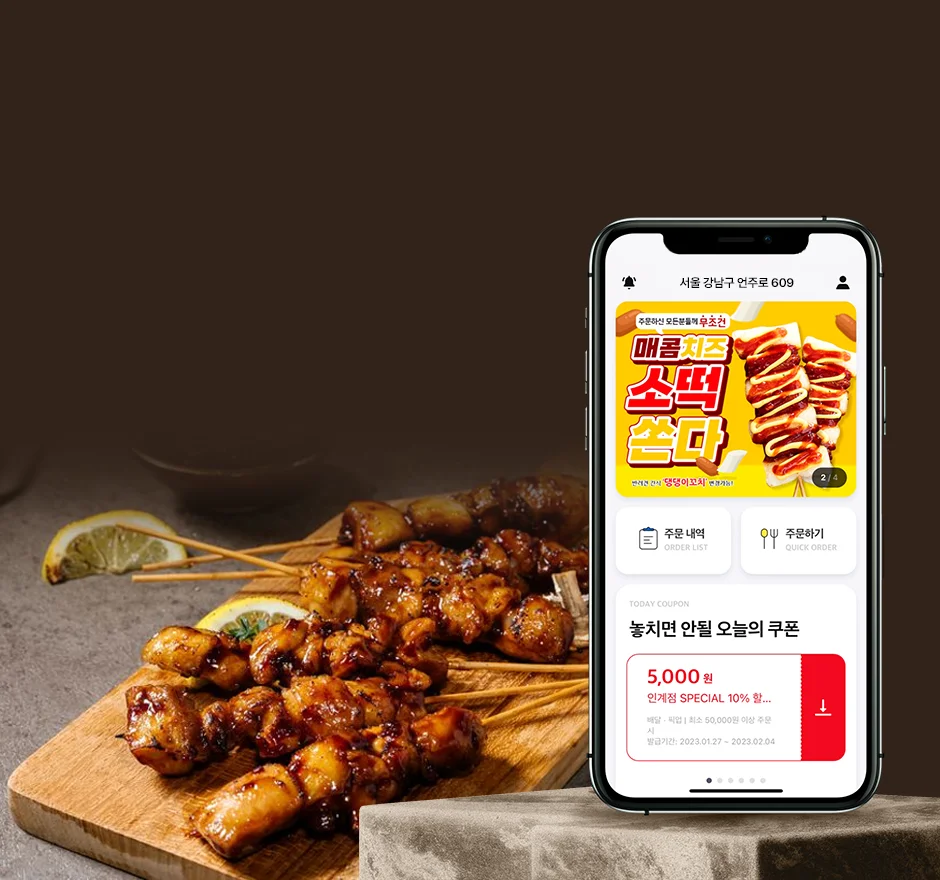 서울 강남구 언주로 609
주문하신 모든분들께 무조건
매콤치즈
소떡
쏜다
반려견 간식 '댕댕이꼬치' 변경가능!
2 / 4
주문 내역
ORDER LIST
주문하기
QUICK ORDER
TODAY COUPON
놓치면 안될 오늘의 쿠폰
5,000 원
인계점 SPECIAL 10% 할...
배달 · 픽업 | 최소 50,000원 이상 주문
시
발급기간: 2023.01.27 ~ 2023.02.04